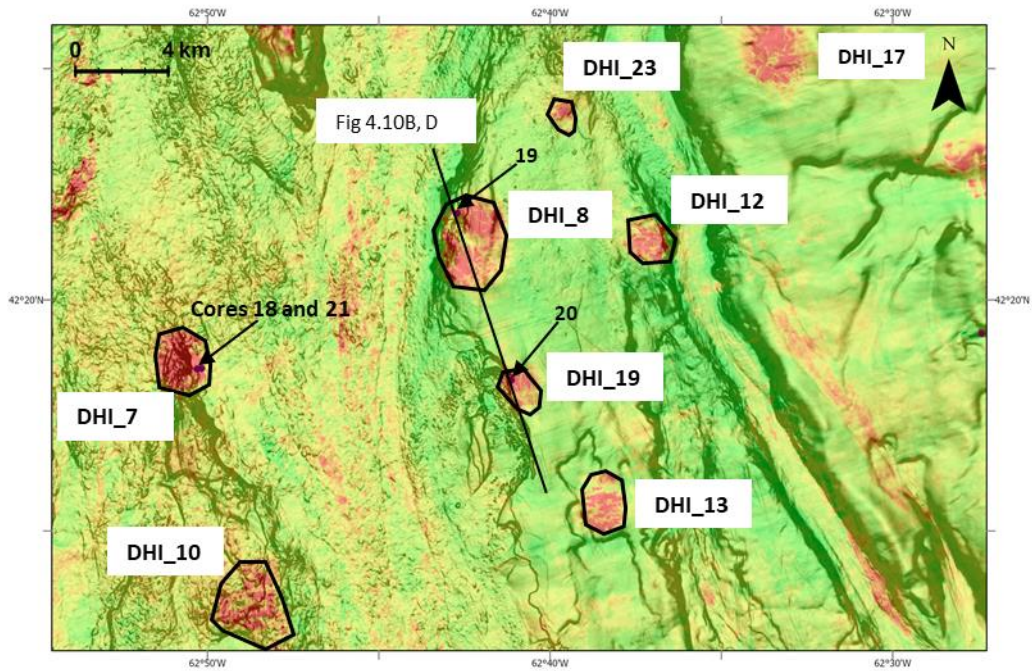 62°50'W
62°40'W
62°30'W
0 4 km
DHI_23
DHI_17
N
Fig 4.10B, D
19
DHI_8
DHI_12
42°20'N
42°20'N
Cores 18 and 21
20
DHI_19
DHI_7
DHI_13
DHI_10
62°50'W
62°40'W
62°30'W